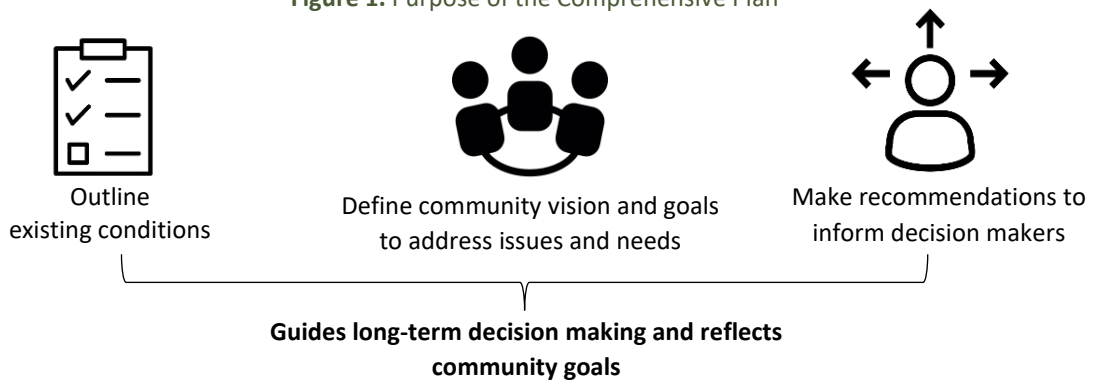 Figure 1. Purpose of the Comprehensive Plan
Outline
existing conditions
Define community vision and goals
to address issues and needs
Make recommendations to
inform decision makers
Guides long-term decision making and reflects
community goals